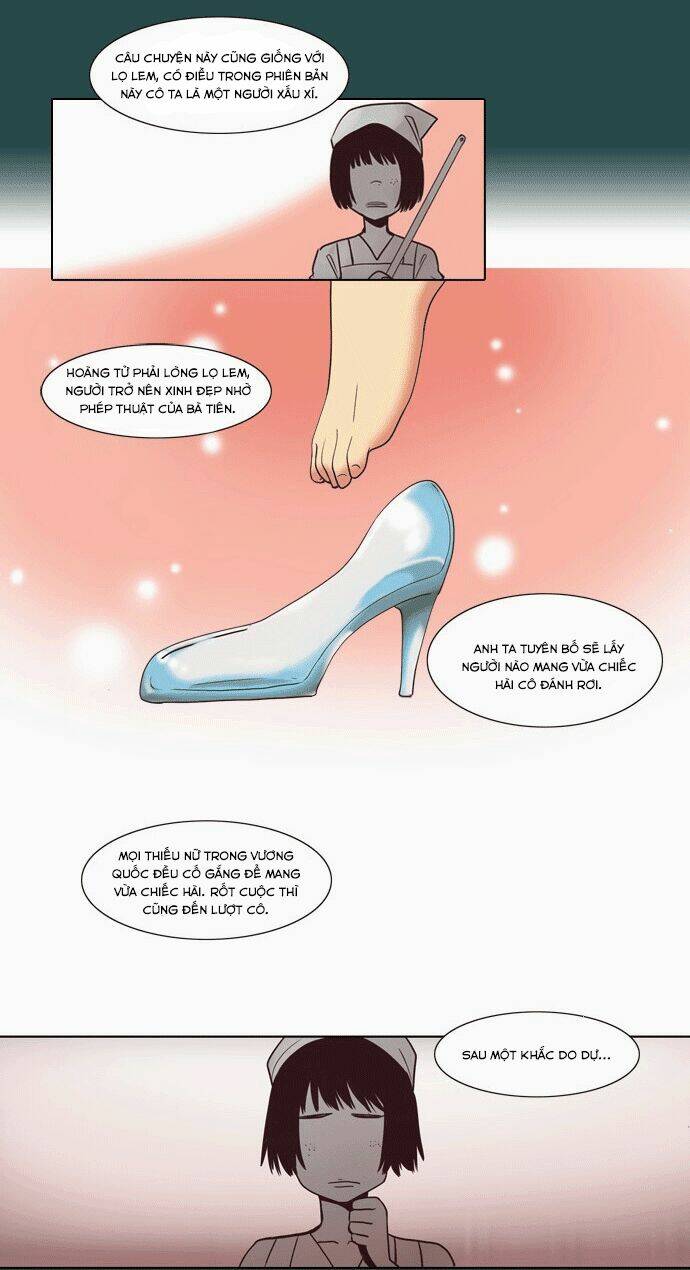 CÂU CHUYỆN NÀY CŨNG GIỐNG VỚI
LỌ LEM, CÓ ĐIỀU TRONG PHIÊN BẢN
NÀY CÔ TA LÀ MỘT NGƯỜI XẤU XÍ.
HOÀNG TỬ PHẢI LÒNG LỌ LEM,
NGƯỜI TRỞ NÊN XINH ĐẸP NHỜ
PHÉP THUẬT CỦA BÀ TIÊN.
ANH TA TUYÊN BỐ SẼ LẤY
NGƯỜI NÀO MANG VỪA CHIẾC
HÀI CÔ ĐÁNH RƠI.
MỌI THIẾU NỮ TRONG VƯƠNG
QUỐC ĐỀU CỐ GẮNG ĐỂ MANG
VỪA CHIẾC HÀI. RỐT CUỘC THÌ
CŨNG ĐẾN LƯỢT CÔ.
SAU MỘT KHẮC DO DỰ...